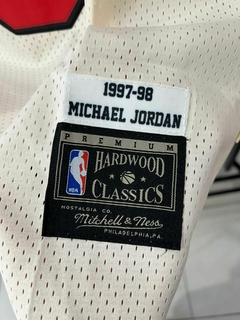 1997-98
MICHAEL JORDAN
PREMIUM
HARDWOOD
CLASSICS
NBA
NOSTALGIA CO.
Mitchell & Ness
PHILADELPHIA, PA.